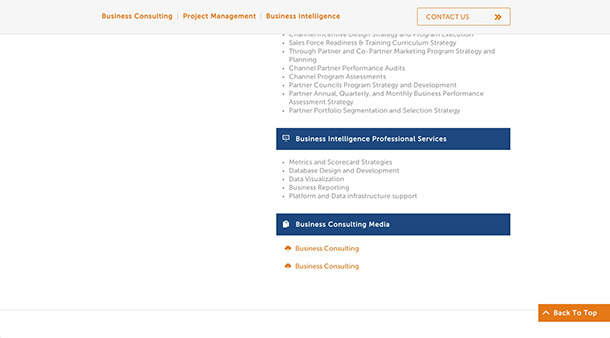 Business Consulting | Project Management | Business Intelligence
CONTACT US
Channel Incentive Design Strategy and Program Execution
• Sales Force Readiness & Training Curriculum Strategy
• Through Partner and Co-Partner Marketing Program Strategy and
Planning
• Channel Partner Performance Audits
• Channel Program Assessments
• Partner Councils Program Strategy and Development
• Partner Annual, Quarterly, and Monthly Business Performance
Assessment Strategy
• Partner Portfolio Segmentation and Selection Strategy
Business Intelligence Professional Services
• Metrics and Scorecard Strategies
• Database Design and Development
• Data Visualization
• Business Reporting
• Platform and Data infrastructure support
Business Consulting Media
Business Consulting
Business Consulting
Back To Top